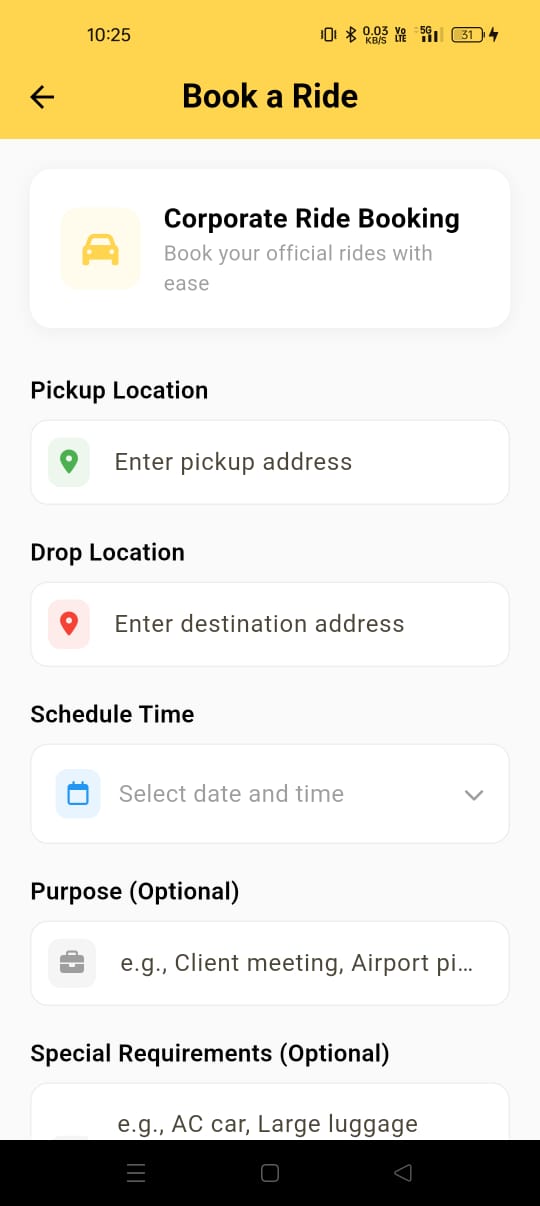 10:25
0.03 KB/S
Vo LTE
5G
31
Book a Ride
Corporate Ride Booking
Book your official rides with
ease
Pickup Location
Enter pickup address
Drop Location
Enter destination address
Schedule Time
Select date and time
Purpose (Optional)
e.g., Client meeting, Airport pi...
Special Requirements (Optional)
e.g., AC car, Large luggage